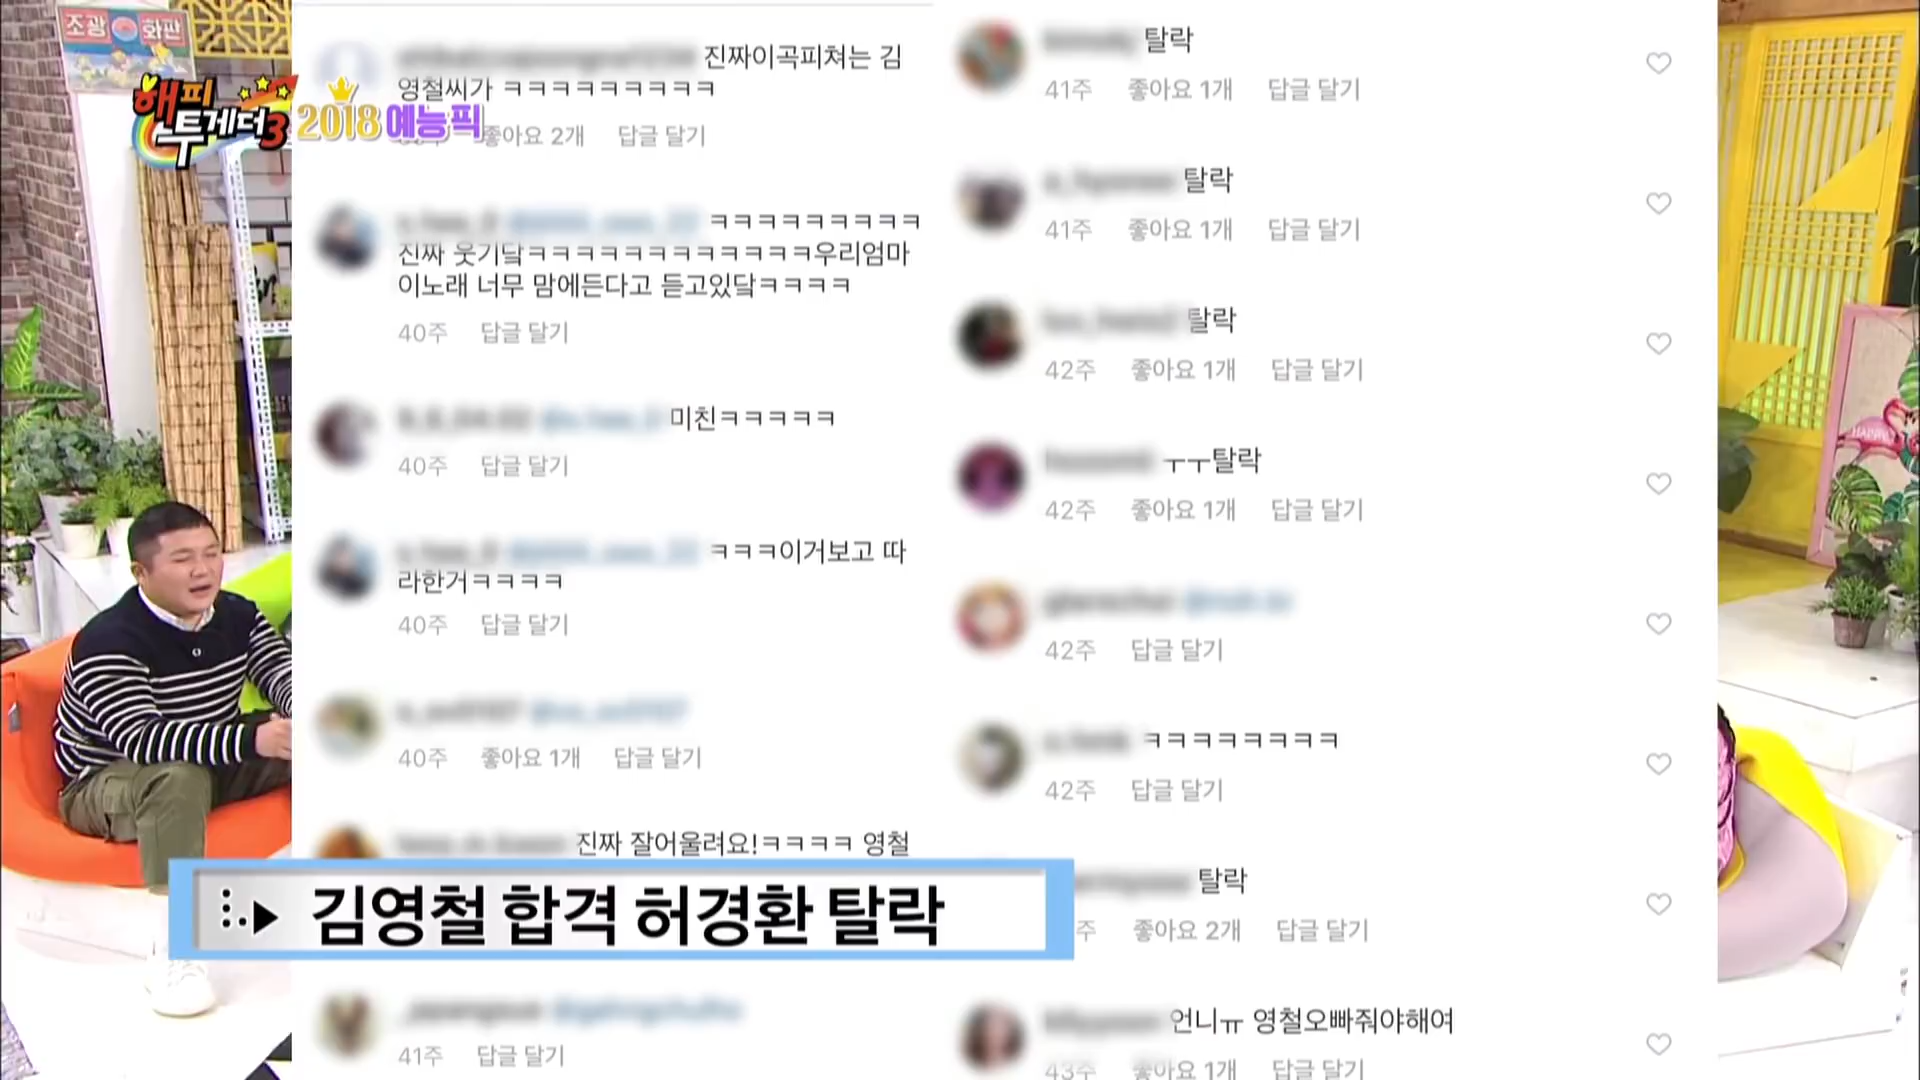 조광 화판
해피
투게더3
2018 예능픽
진짜이곡피쳐는 김
영철씨가 ㅋㅋㅋㅋㅋㅋㅋㅋㅋ
좋아요 2개 답글 달기
ㅋㅋㅋㅋㅋㅋㅋㅋㅋ
진짜 웃기닼ㅋㅋㅋㅋㅋㅋㅋㅋㅋㅋㅋ우리엄마
이노래 너무 맘에든다고 듣고있닼ㅋㅋㅋ
40주 답글 달기
미친ㅋㅋㅋㅋㅋ
40주 답글 달기
ㅋㅋㅋ이거보고 따
라한거ㅋㅋㅋㅋ
40주 답글 달기
40주 좋아요 1개 답글 달기
진짜 잘어울려요!ㅋㅋㅋㅋ 영철
김영철 합격 허경환 탈락
41주 답글 달기
탈락
41주 좋아요 1개 답글 달기
탈락
41주 좋아요 1개 답글 달기
탈락
42주 좋아요 1개 답글 달기
ㅜㅜ탈락
42주 좋아요 1개 답글 달기
42주 답글 달기
ㅋㅋㅋㅋㅋㅋㅋㅋ
42주 답글 달기
탈락
주 좋아요 2개 답글 달기
언니ㅠ 영철오빠줘야해여
43주 좋아요 1개 답글 달기
HAPPY